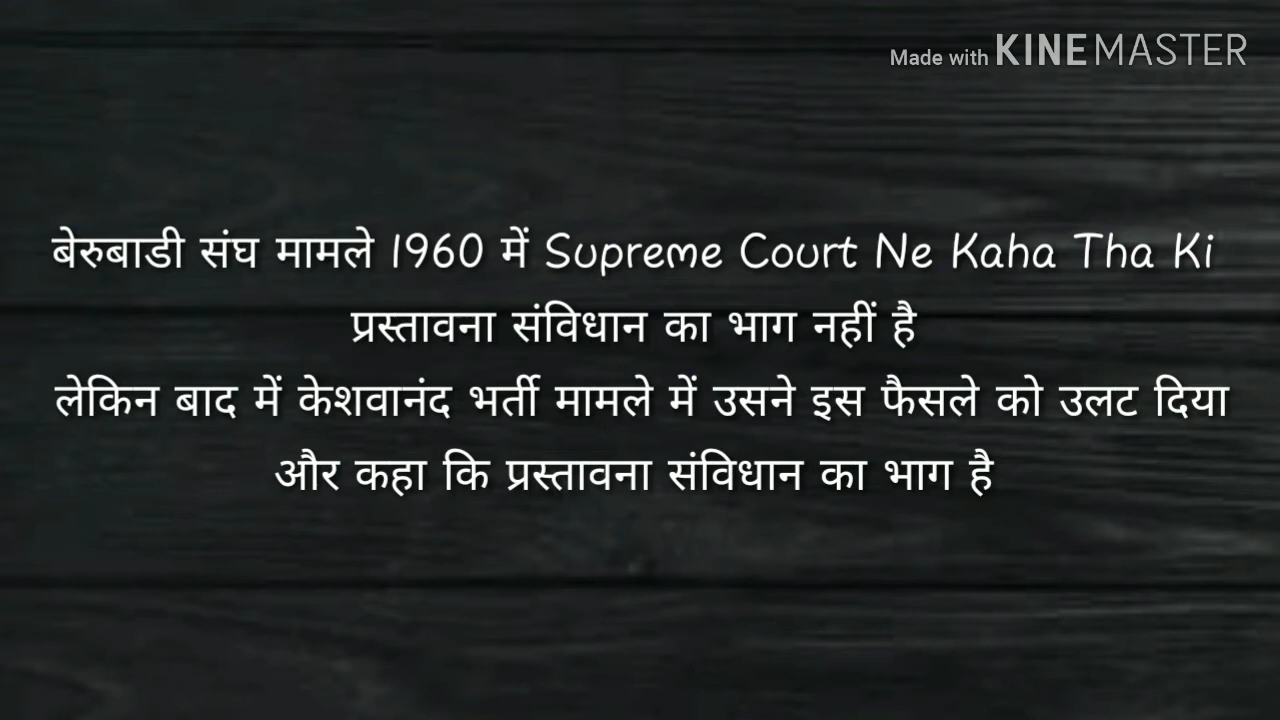 Made with KINEMASTER
बेरुबाडी संघ मामले 1960 में Supreme Court Ne Kaha Tha Ki
प्रस्तावना संविधान का भाग नहीं है
लेकिन बाद में केशवानंद भर्ती मामले में उसने इस फैसले को उलट दिया
और कहा कि प्रस्तावना संविधान का भाग है